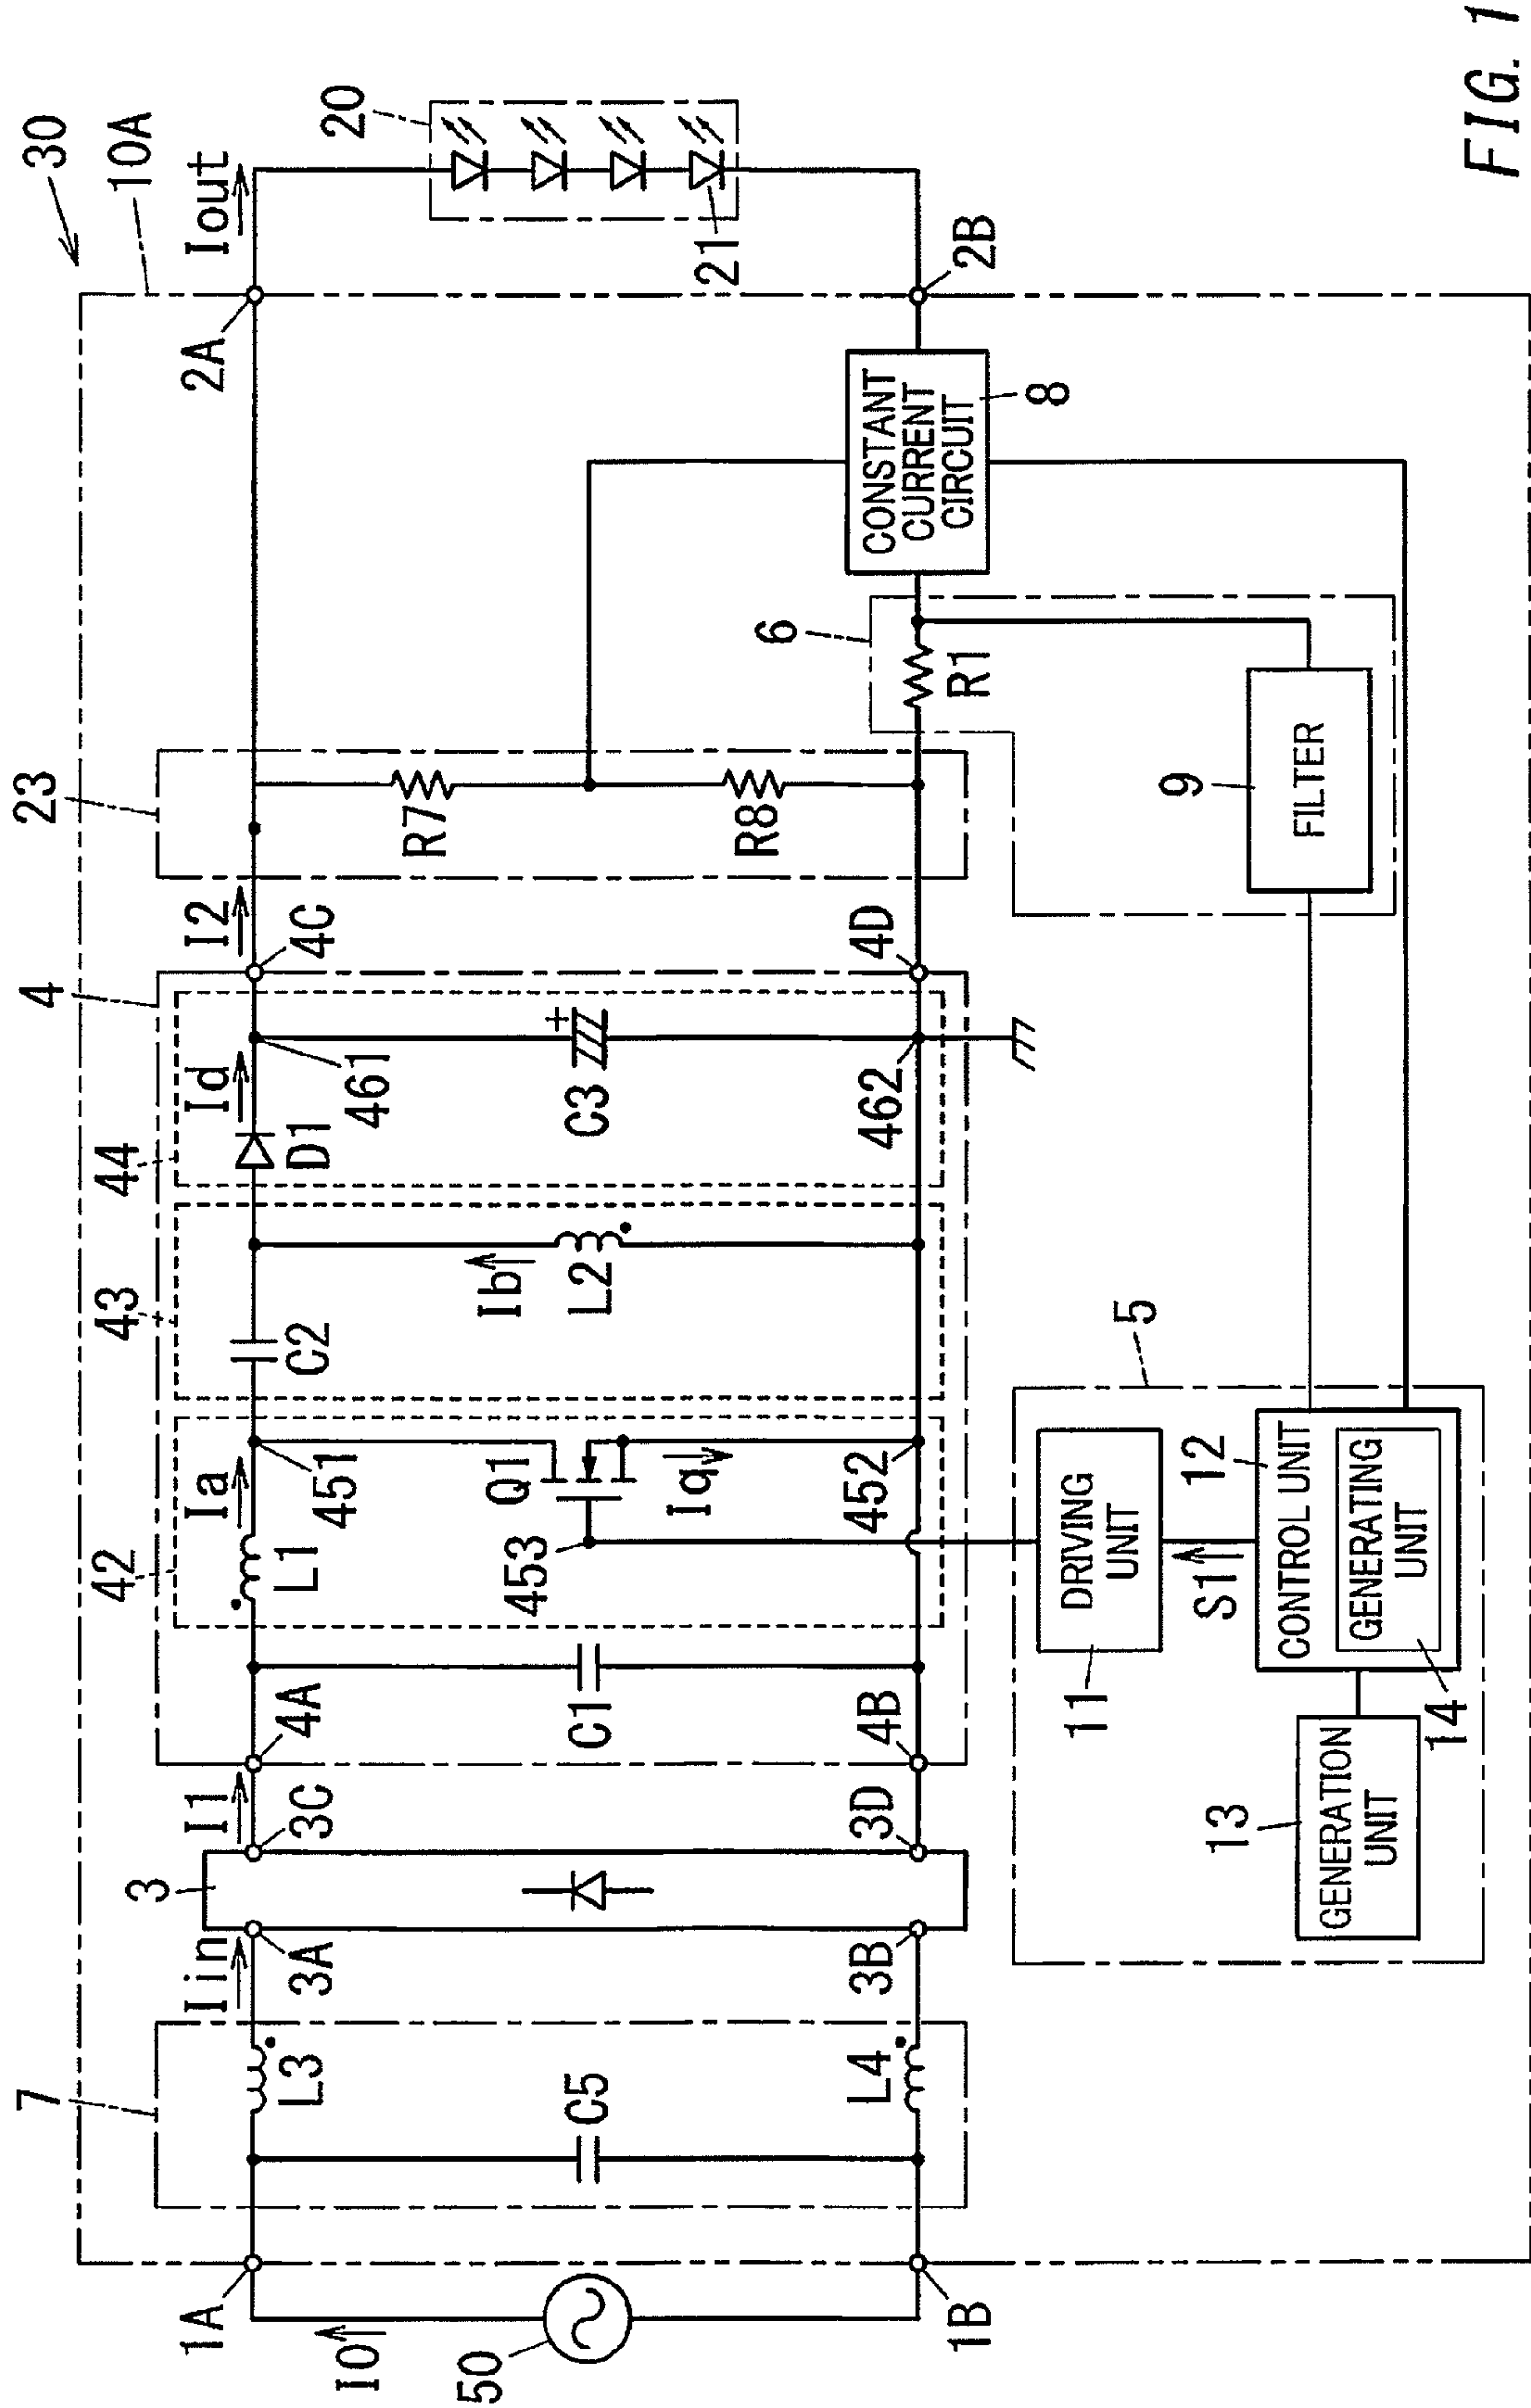 FIG. 1
30
10A
Iout
20
21
2A
2B
CONSTANT
CURRENT
CIRCUIT
8
6
R1
9
FILTER
23
R7
R8
I2
4C
4D
4
44
Id
D1
461
C3
+
462
43
C2
Ib
L2
42
Ia
L1
451
Q1
453
Iq
452
5
DRIVING
UNIT
11
S1
12
CONTROL UNIT
GENERATING
UNIT
14
13
GENERATION
UNIT
4A
4B
C1
I1
3C
3D
3
3A
3B
Iin
7
L3
L4
C5
1A
1B
I0
50